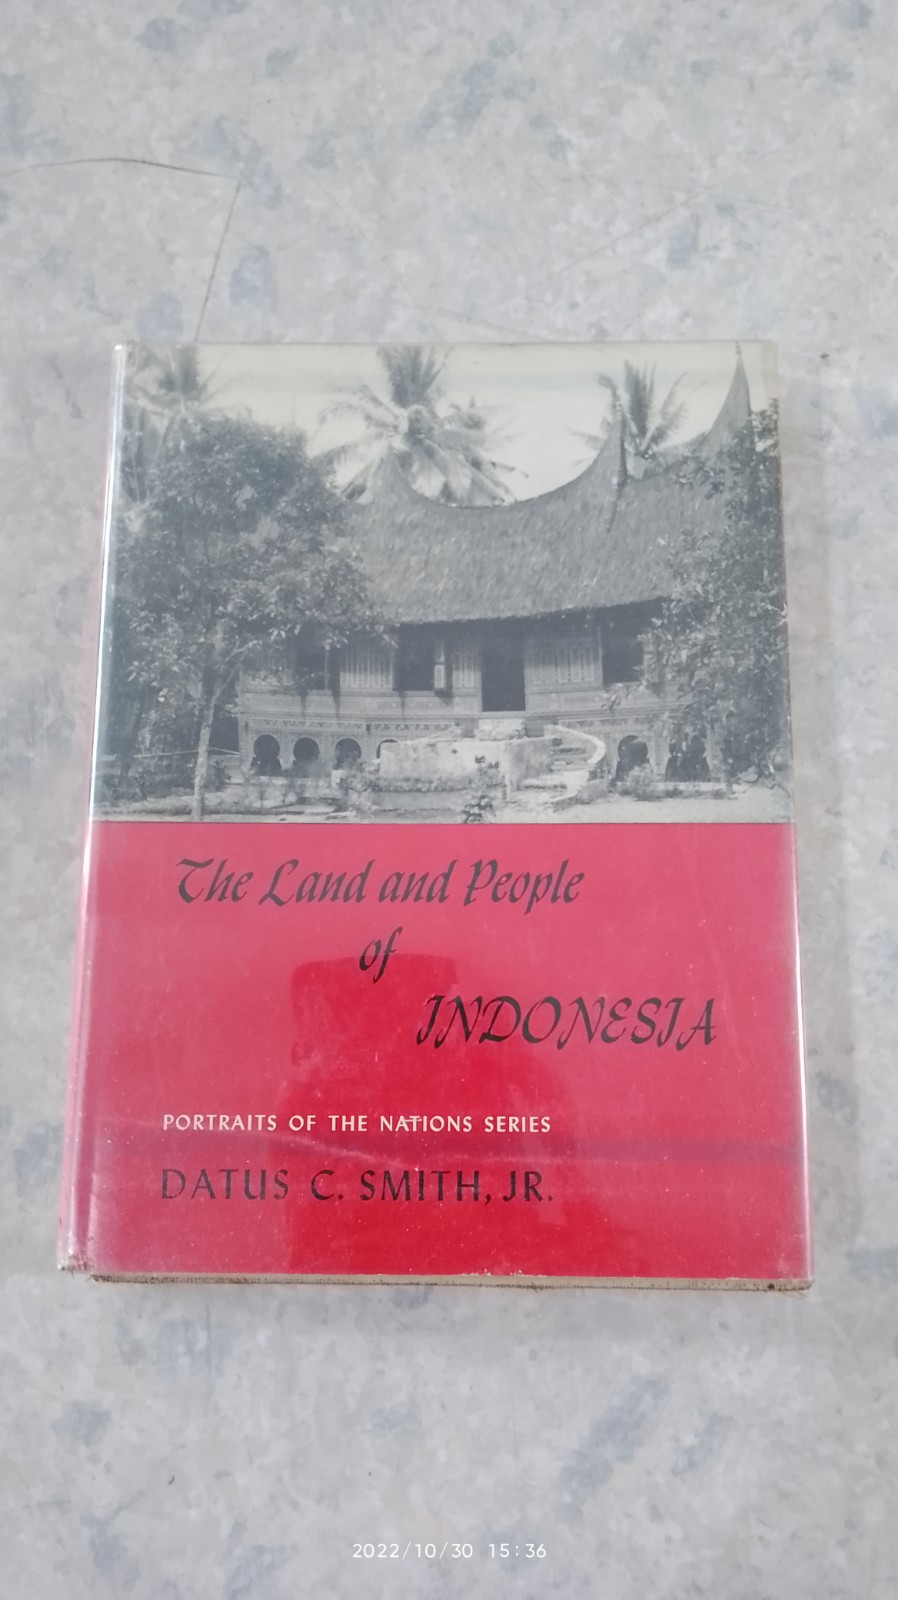 The Land and People
of
INDONESIA
PORTRAITS OF THE NATIONS SERIES
DATUS C. SMITH, JR.
2022/10/30 15:36